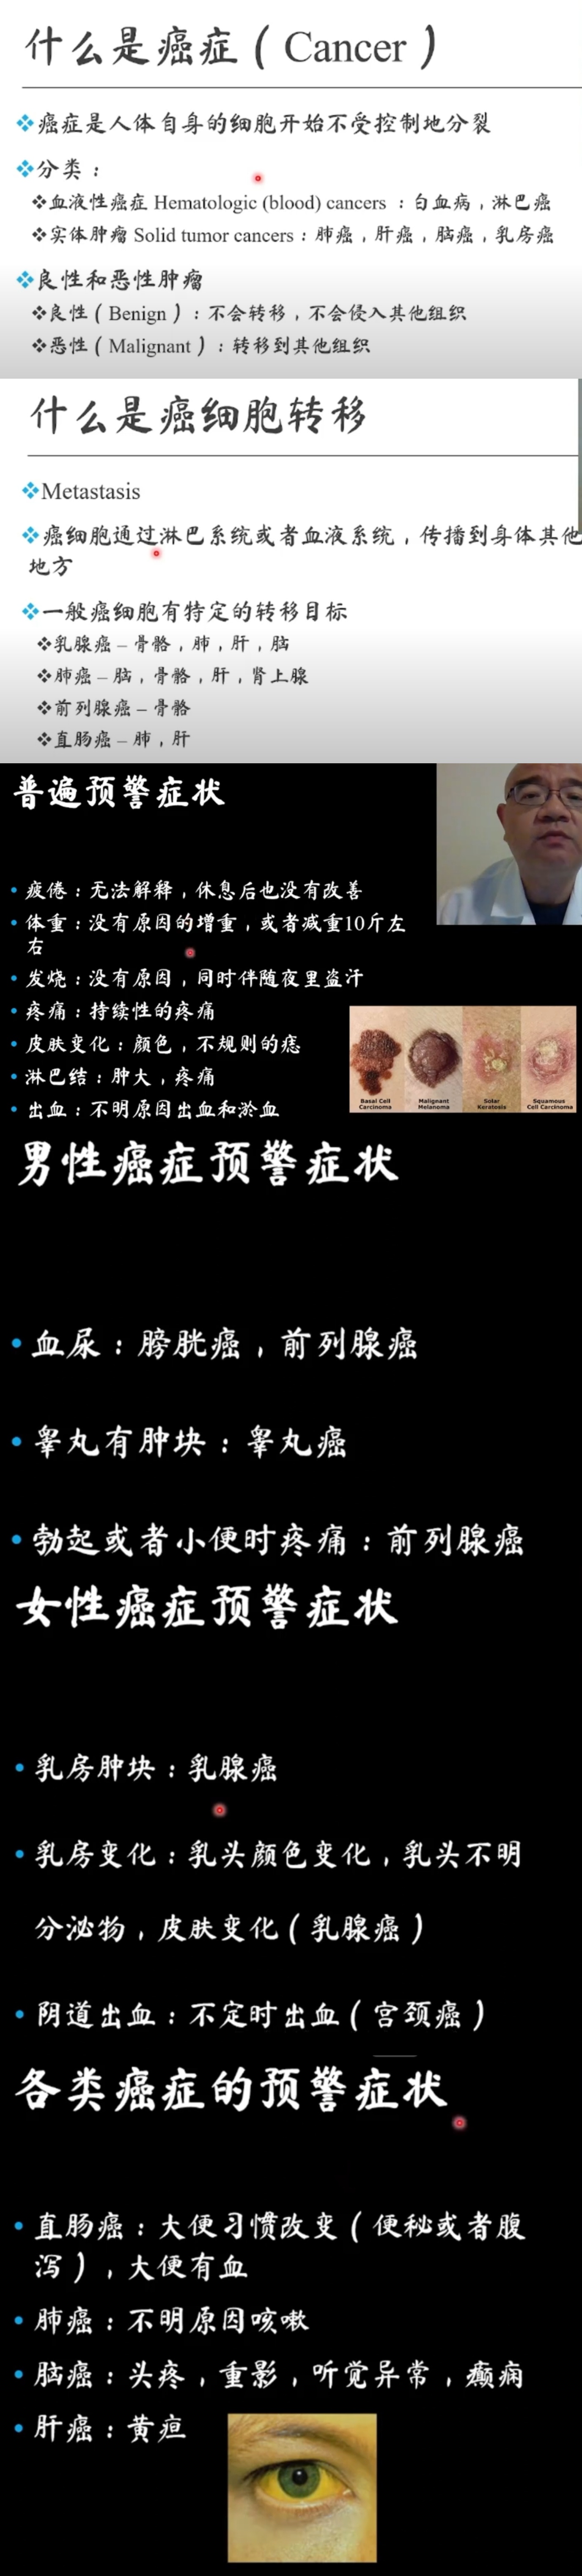 什么是癌症（Cancer）
癌症是人体自身的细胞开始不受控制地分裂
分类：
血液性癌症 Hematologic (blood) cancers ：白血病，淋巴癌
实体肿瘤 Solid tumor cancers：肺癌，肝癌，脑癌，乳房癌
良性和恶性肿瘤
良性（Benign）：不会转移，不会侵入其他组织
恶性（Malignant）：转移到其他组织
什么是癌细胞转移
Metastasis
癌细胞通过淋巴系统或者血液系统，传播到身体其他
地方
一般癌细胞有特定的转移目标
乳腺癌 – 骨骼，肺，肝，脑
肺癌 – 脑，骨骼，肝，肾上腺
前列腺癌 – 骨骼
直肠癌 – 肺，肝
普遍预警症状
疲倦：无法解释，休息后也没有改善
体重：没有原因的增重，或者减重10斤左
右
发烧：没有原因，同时伴随夜里盗汗
疼痛：持续性的疼痛
皮肤变化：颜色，不规则的痣
淋巴结：肿大，疼痛
出血：不明原因出血和淤血
Basal Cell Carcinoma
Malignant Melanoma
Solar Keratosis
Squamous Cell Carcinoma
男性癌症预警症状
血尿：膀胱癌，前列腺癌
睾丸有肿块：睾丸癌
勃起或者小便时疼痛：前列腺癌
女性癌症预警症状
乳房肿块：乳腺癌
乳房变化：乳头颜色变化，乳头不明
分泌物，皮肤变化（乳腺癌）
阴道出血：不定时出血（宫颈癌）
各类癌症的预警症状
直肠癌：大便习惯改变（便秘或者腹
泻），大便有血
肺癌：不明原因咳嗽
脑癌：头疼，重影，听觉异常，癫痫
肝癌：黄疸